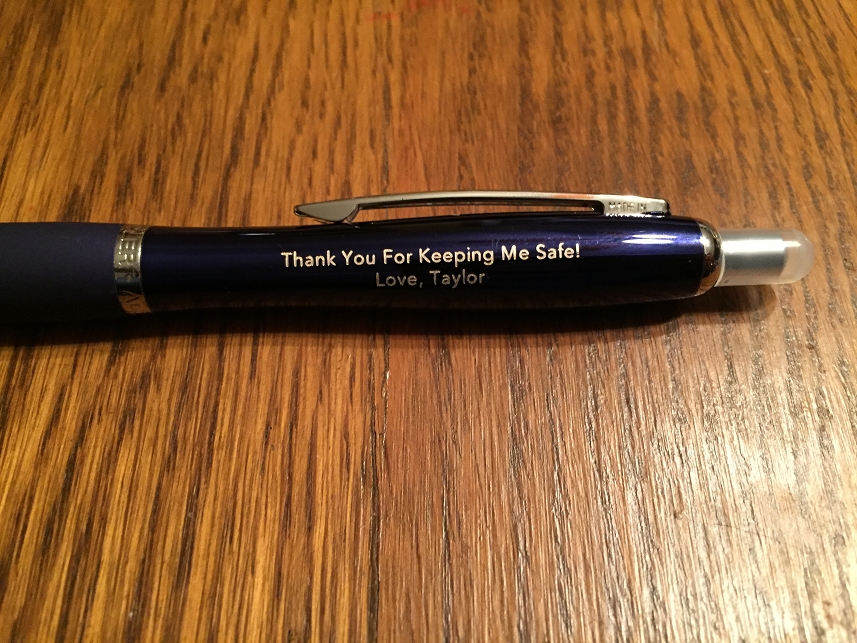 Thank You For Keeping Me Safe!
Love, Taylor